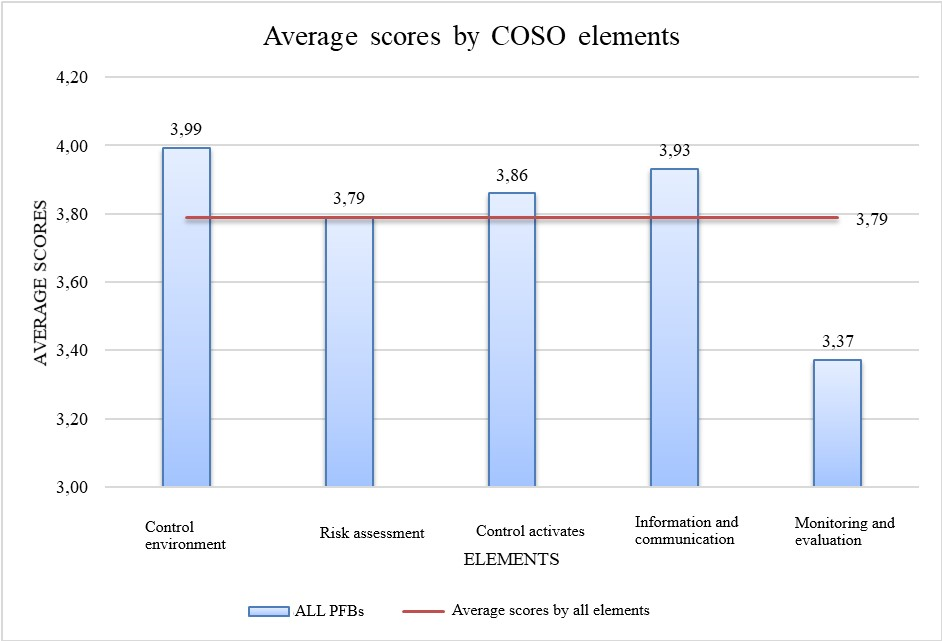 Average scores by COSO elements
4,20
4,00
3,80
3,60
3,40
3,20
3,00
AVERAGE SCORES
3,99
3,79
3,86
3,93
3,37
3,79
Control
environment
Risk assessment
Control activates
Information and
communication
Monitoring and
evaluation
ELEMENTS
ALL PFBs
Average scores by all elements